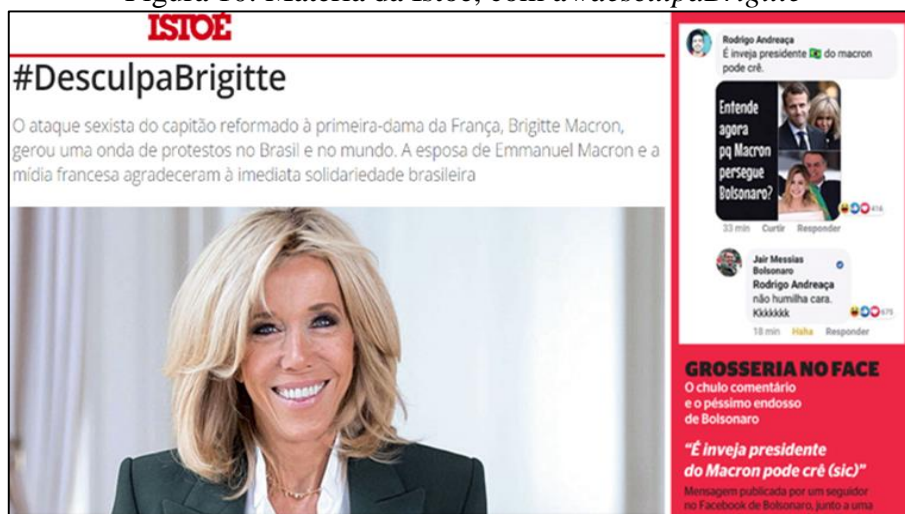 Figura 10: Matéria da Istoé, com
ISTOÉ
#DesculpaBrigitte
O ataque sexista do capitão reformado à primeira-dama da França, Brigitte Macron,
gerou uma onda de protestos no Brasil e no mundo. A esposa de Emmanuel Macron e a
mídia francesa agradeceram à imediata solidariedade brasileira
Rodrigo Andreaça
É inveja presidente do macron
pode crê.
Entende
agora
pq Macron
persegue
Bolsonaro?
416
33 min Curtir Responder
Jair Messias
Bolsonaro
Rodrigo Andreaça
não humilha cara.
Kkkkkkk
675
18 min Haha Responder
GROSSERIA NO FACE
O chulo comentário
e o péssimo endosso
de Bolsonaro
“É inveja presidente
do Macron pode crê (sic)”
Mensagem publicada por um seguidor
no Facebook de Bolsonaro, junto a uma